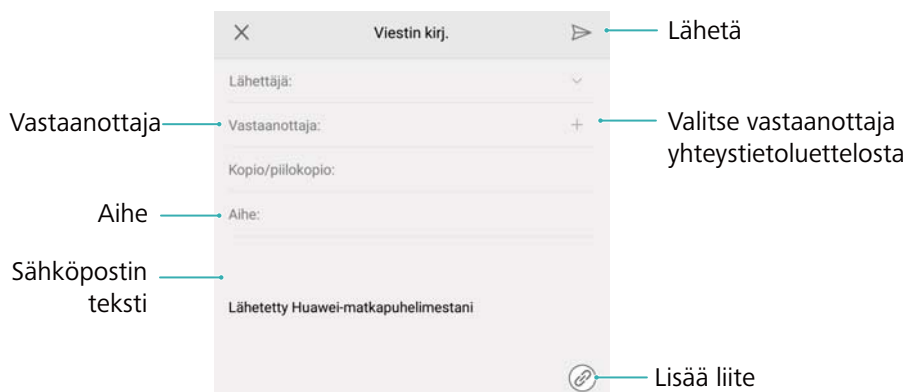 Viestin kirj.
Lähetä
Lähettäjä:
Vastaanottaja
Vastaanottaja:
Valitse vastaanottaja
yhteystietoluettelosta
Kopio/piilokopio:
Aihe
Aihe:
Sähköpostin
teksti
Lähetetty Huawei-matkapuhelimestani
Lisää liite